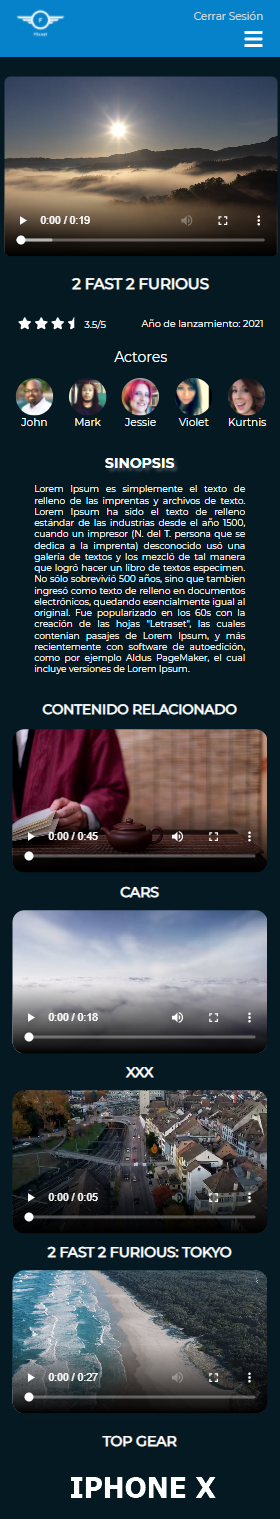 Cerrar Sesión
F
0:00 / 0:19
2 FAST 2 FURIOUS
3.5/5 Año de lanzamiento: 2021
Actores
John Mark Jessie Violet Kurtnis
SINOPSIS
Lorem Ipsum es simplemente el texto de
relleno de las imprentas y archivos de texto.
Lorem Ipsum ha sido el texto de relleno
estándar de las industrias desde el año 1500,
cuando un impresor (N. del T. persona que se
dedica a la imprenta) desconocido usó una
galería de textos y los mezcló de tal manera
que logró hacer un libro de textos especimen.
No sólo sobrevivió 500 años, sino que tambien
ingresó como texto de relleno en documentos
electrónicos, quedando esencialmente igual al
original. Fue popularizado en los 60s con la
creación de las hojas "Letraset", las cuales
contenian pasajes de Lorem Ipsum, y más
recientemente con software de autoedición,
como por ejemplo Aldus PageMaker, el cual
incluye versiones de Lorem Ipsum.
CONTENIDO RELACIONADO
0:00 / 0:45
CARS
0:00 / 0:18
XXX
0:00 / 0:05
2 FAST 2 FURIOUS: TOKYO
0:00 / 0:27
TOP GEAR
IPHONE X